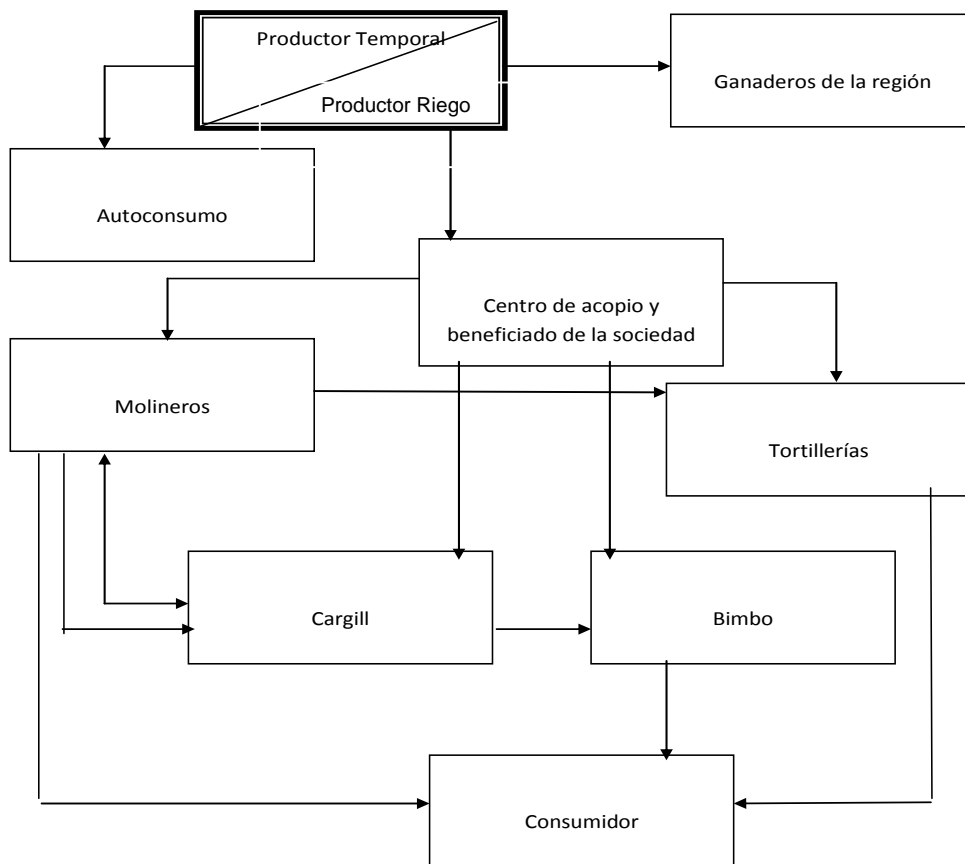 Productor Temporal
Productor Riego
Ganaderos de la región
Autoconsumo
Centro de acopio y
beneficiado de la sociedad
Molineros
Tortillerías
Cargill
Bimbo
Consumidor